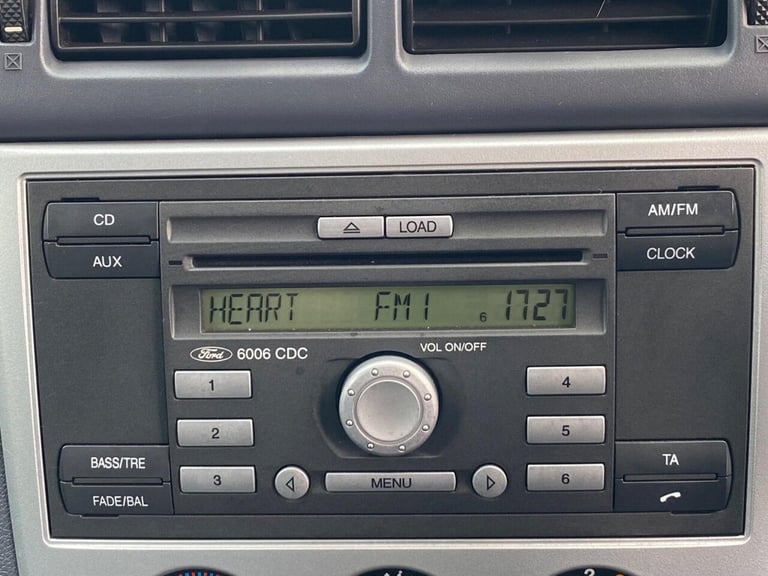 CD
AUX
LOAD
AM/FM
CLOCK
HEART FM1 6 1727
Ford 6006 CDC
VOL ON/OFF
1
2
3
4
5
6
MENU
BASS/TRE
FADE/BAL
TA